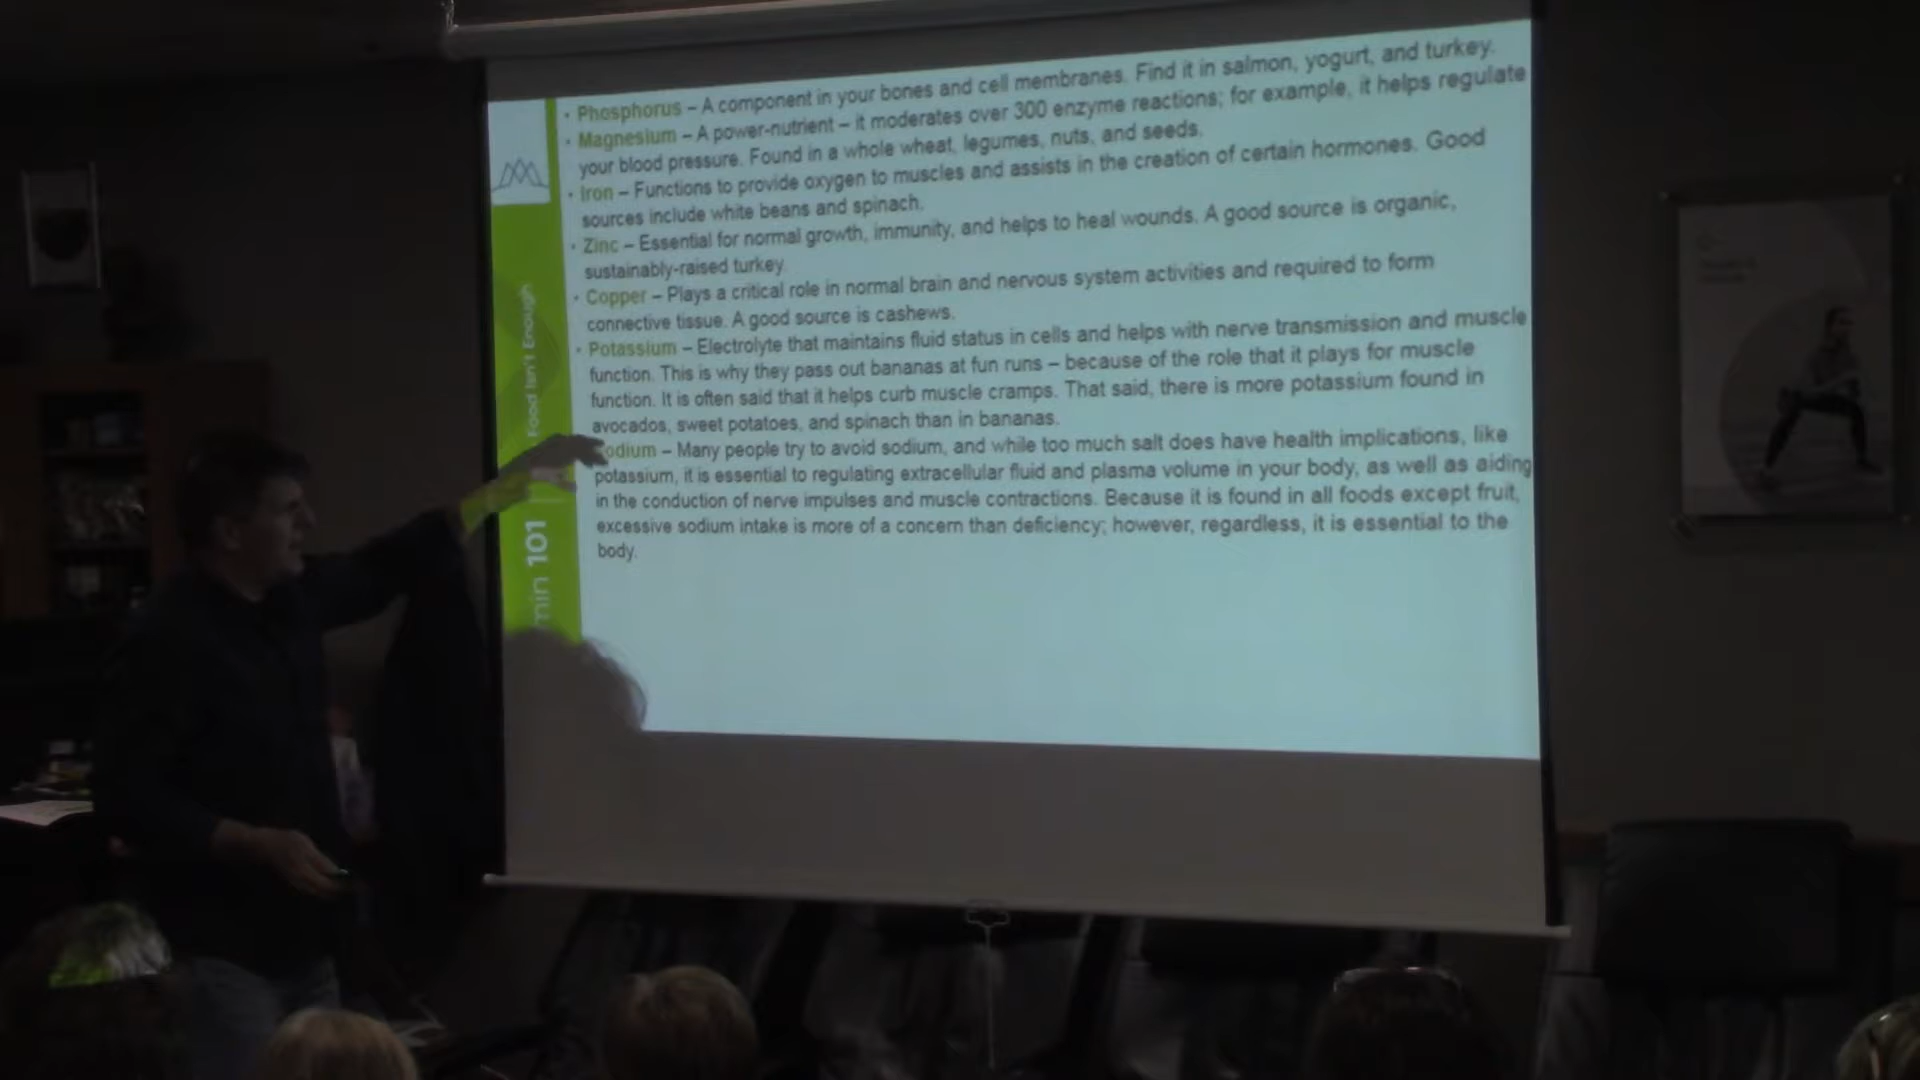 • Phosphorus – A component in your bones and cell membranes. Find it in salmon, yogurt, and turkey.
• Magnesium – A power-nutrient – it moderates over 300 enzyme reactions; for example, it helps regulate
your blood pressure. Found in a whole wheat, legumes, nuts, and seeds.
• Iron – Functions to provide oxygen to muscles and assists in the creation of certain hormones. Good
sources include white beans and spinach.
• Zinc – Essential for normal growth, immunity, and helps to heal wounds. A good source is organic,
sustainably-raised turkey.
• Copper – Plays a critical role in normal brain and nervous system activities and required to form
connective tissue. A good source is cashews.
• Potassium – Electrolyte that maintains fluid status in cells and helps with nerve transmission and muscle
function. This is why they pass out bananas at fun runs – because of the role that it plays for muscle
function. It is often said that it helps curb muscle cramps. That said, there is more potassium found in
avocados, sweet potatoes, and spinach than in bananas.
odium – Many people try to avoid sodium, and while too much salt does have health implications, like
potassium, it is essential to regulating extracellular fluid and plasma volume in your body, as well as aiding
in the conduction of nerve impulses and muscle contractions. Because it is found in all foods except fruit,
excessive sodium intake is more of a concern than deficiency; however, regardless, it is essential to the
body.
min 101 | Food Isn't Enough